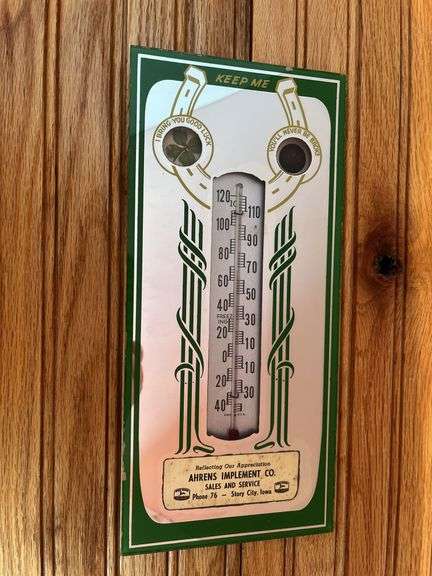 KEEP ME
I BRING YOU GOOD LUCK
YOU'LL NEVER BE BROKE
120
110
100
90
80
70
60
50
40
30
FREEZ
ING
20
10
0
10
20
30
40
Reflecting Our Appreciation
AHRENS IMPLEMENT CO.
SALES AND SERVICE
Phone 76 — Story City, Iowa